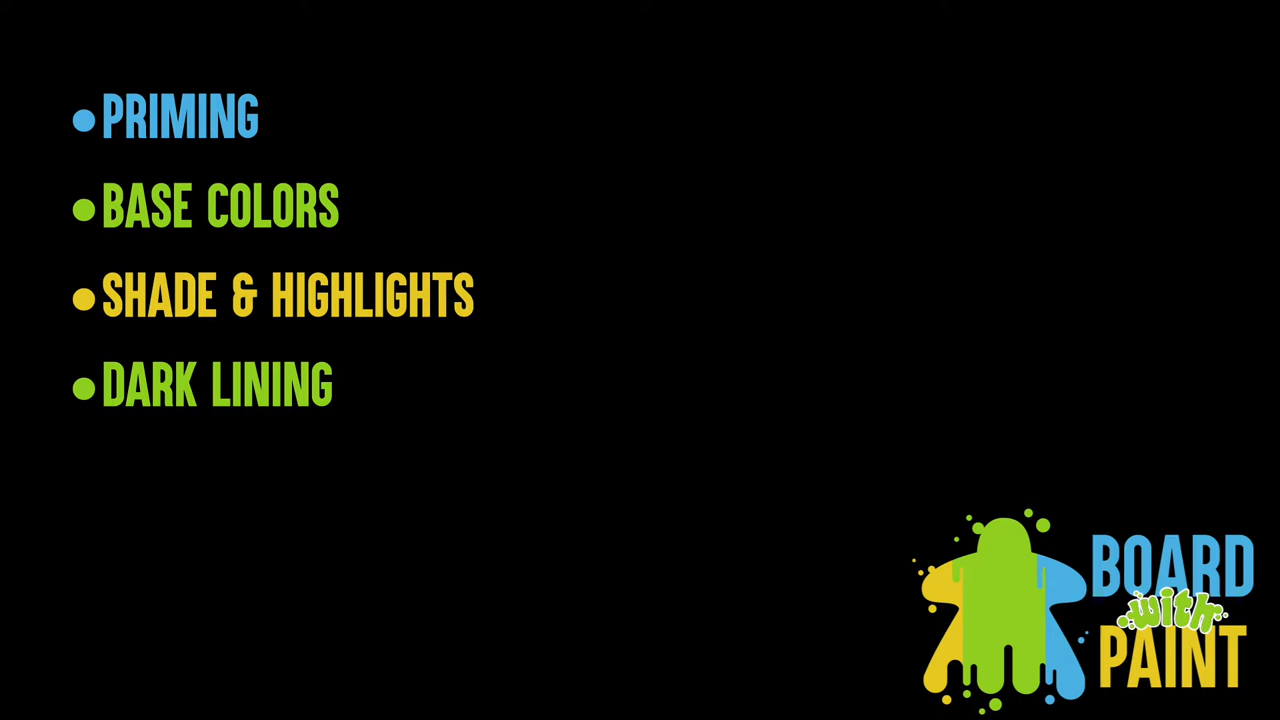 •PRIMING
•BASE COLORS
•SHADE & HIGHLIGHTS
•DARK LINING
BOARD
with
PAINT